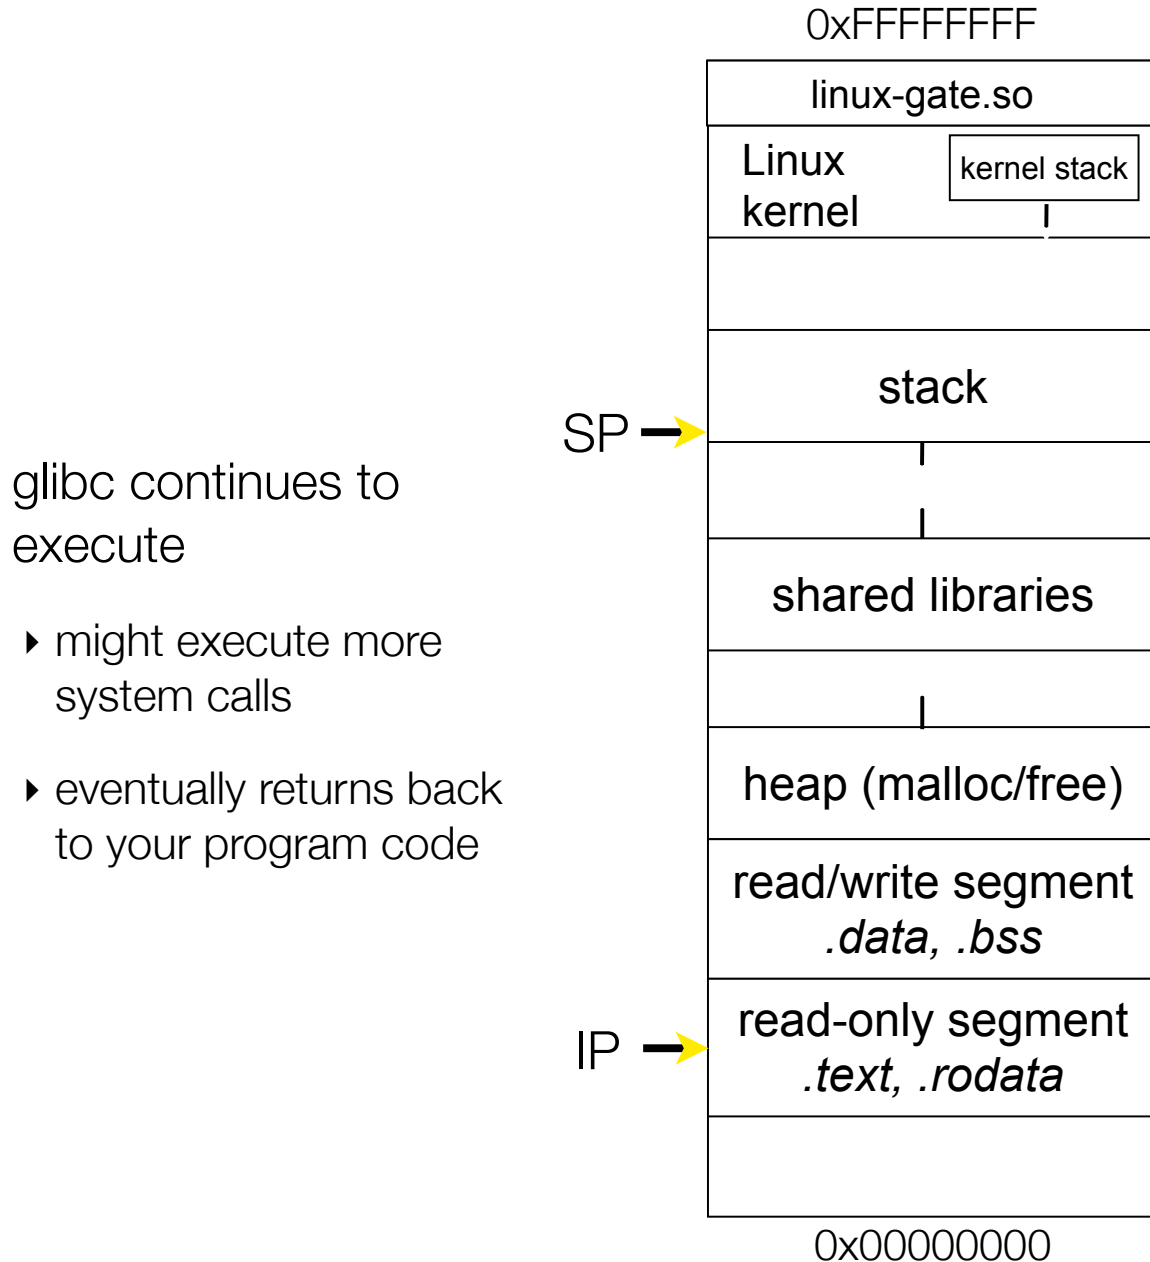 0xFFFFFFFF
linux-gate.so
Linux
kernel
kernel stack
stack
SP
glibc continues to
execute
shared libraries
▸ might execute more
system calls
heap (malloc/free)
▸ eventually returns back
to your program code
read/write segment
.data, .bss
read-only segment
.text, .rodata
IP
0x00000000